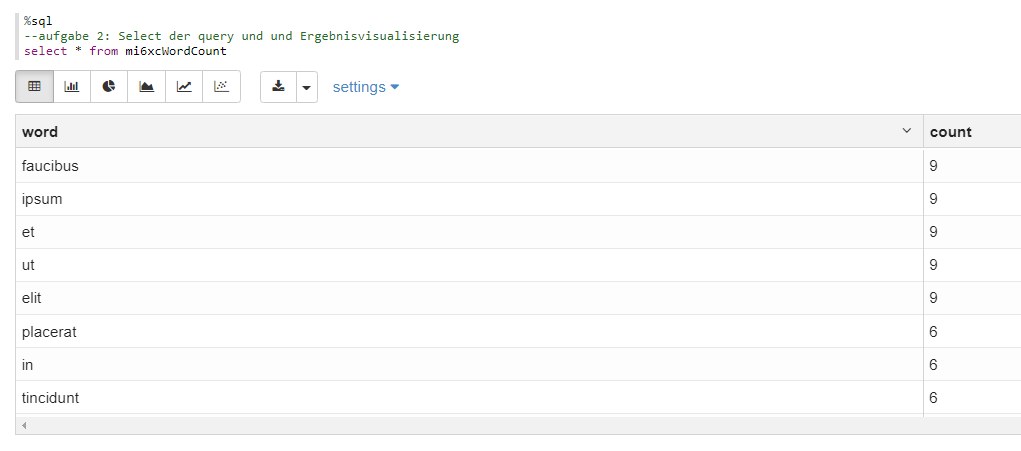 %sql
--aufgabe 2: Select der query und und Ergebnisvisualisierung
select * from mi6xcWordCount
settings
word count
faucibus 9
ipsum 9
et 9
ut 9
elit 9
placerat 6
in 6
tincidunt 6